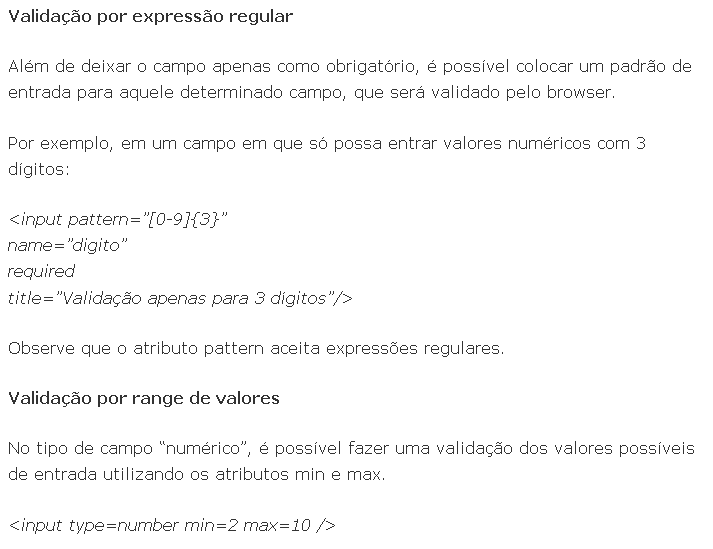 Validação por expressão regular
Além de deixar o campo apenas como obrigatório, é possível colocar um padrão de
entrada para aquele determinado campo, que será validado pelo browser.
Por exemplo, em um campo em que só possa entrar valores numéricos com 3
dígitos:
<input pattern=”[0-9]{3}”
name=”digito”
required
title=”Validação apenas para 3 dígitos”/>
Observe que o atributo pattern aceita expressões regulares.
Validação por range de valores
No tipo de campo “numérico”, é possível fazer uma validação dos valores possíveis
de entrada utilizando os atributos min e max.
<input type=number min=2 max=10 />